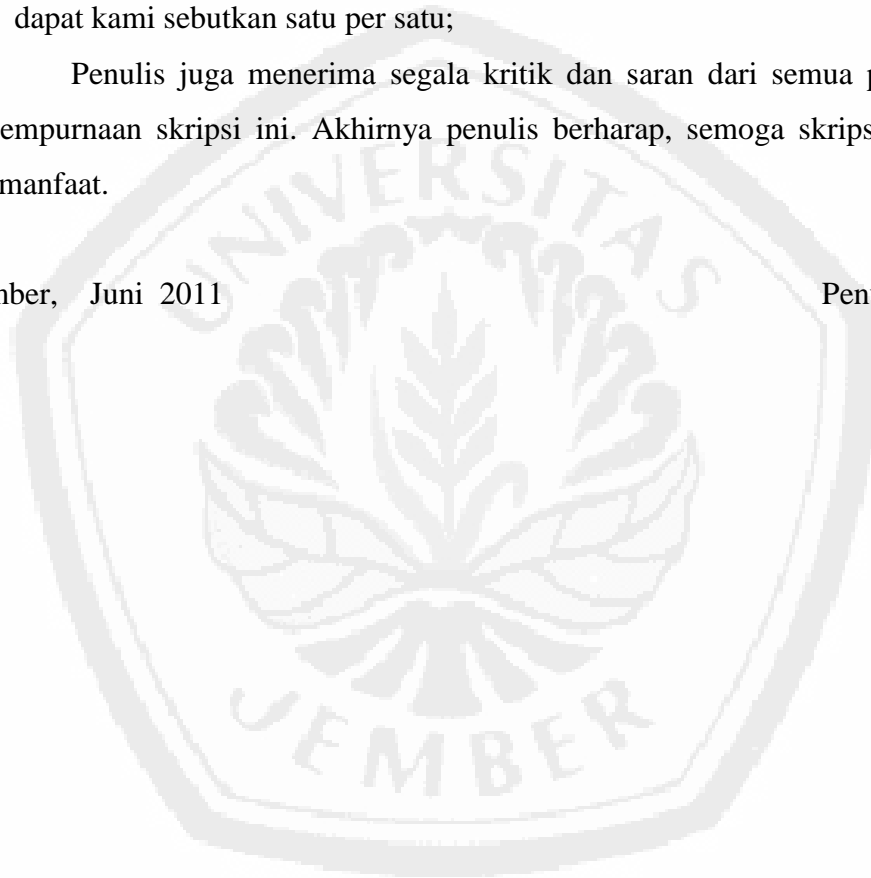 dapat kami sebutkan satu per satu;
Penulis juga menerima segala kritik dan saran dari semua p
empurnaan skripsi ini. Akhirnya penulis berharap, semoga skrips
manfaat.
nber, Juni 2011 Pen
UNIVERSITAS
JEMBER